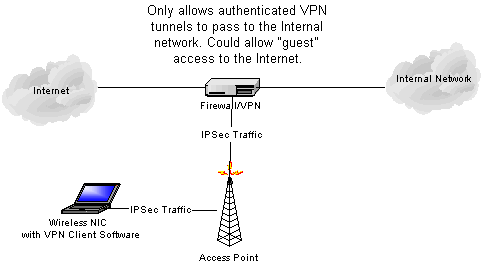 Only allows authenticated VPN
tunnels to pass to the Internal
network. Could allow "guest"
access to the Internet.
Internet
Internal Network
Firewall/VPN
IPSec Traffic
IPSec Traffic
Wireless NIC
with VPN Client Software
Access Point